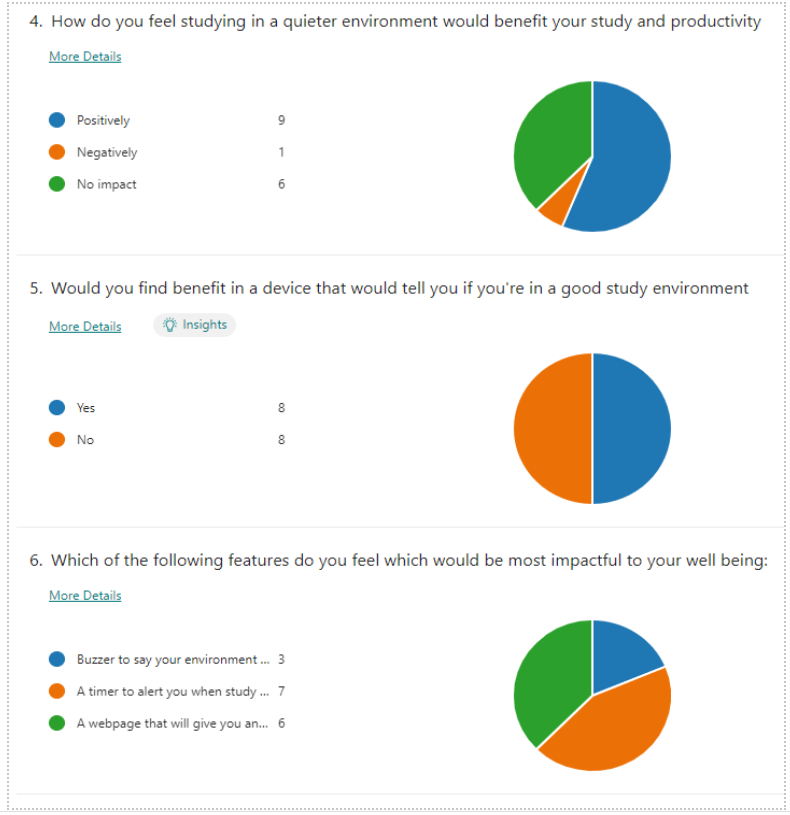 4. How do you feel studying in a quieter environment would benefit your study and productivity
More Details
Positively 9
Negatively 1
No impact 6
5. Would you find benefit in a device that would tell you if you're in a good study environment
More Details Insights
Yes 8
No 8
6. Which of the following features do you feel which would be most impactful to your well being:
More Details
Buzzer to say your environment ... 3
A timer to alert you when study ... 7
A webpage that will give you an... 6